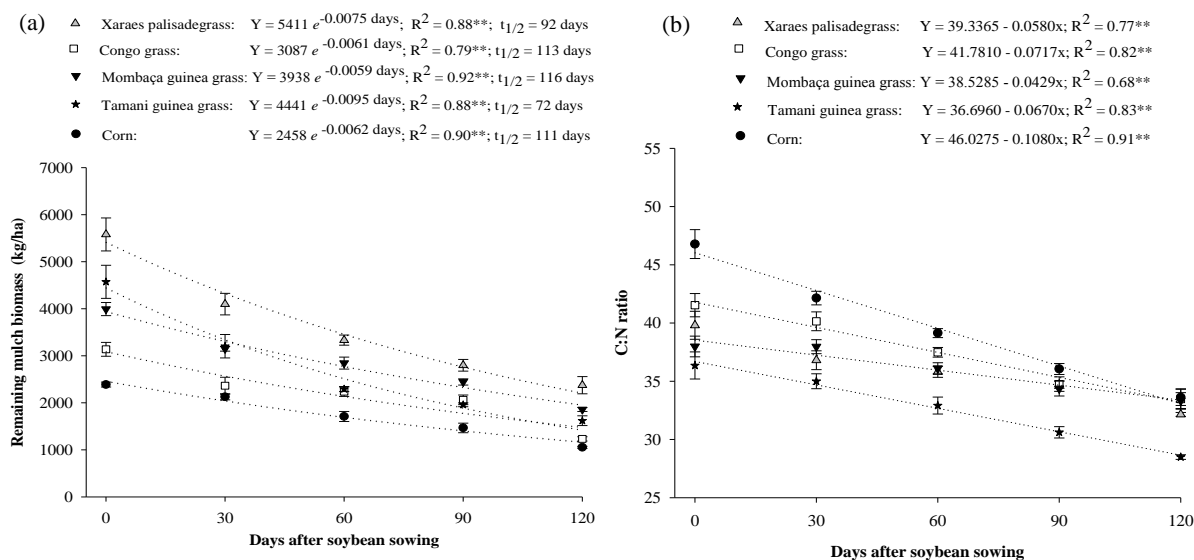 (a)
Xaraes palisadegrass: Y = 5411 e^-0.0075 days; R^2 = 0.88**; t1/2 = 92 days
Congo grass: Y = 3087 e^-0.0061 days; R^2 = 0.79**; t1/2 = 113 days
Mombaça guinea grass: Y = 3938 e^-0.0059 days; R^2 = 0.92**; t1/2 = 116 days
Tamani guinea grass: Y = 4441 e^-0.0095 days; R^2 = 0.88**; t1/2 = 72 days
Corn: Y = 2458 e^-0.0062 days; R^2 = 0.90**; t1/2 = 111 days
Remaining mulch biomass (kg/ha)
7000
6000
5000
4000
3000
2000
1000
0
0 30 60 90 120
Days after soybean sowing
(b)
Xaraes palisadegrass: Y = 39.3365 - 0.0580x; R^2 = 0.77**
Congo grass: Y = 41.7810 - 0.0717x; R^2 = 0.82**
Mombaça guinea grass: Y = 38.5285 - 0.0429x; R^2 = 0.68**
Tamani guinea grass: Y = 36.6960 - 0.0670x; R^2 = 0.83**
Corn: Y = 46.0275 - 0.1080x; R^2 = 0.91**
C:N ratio
55
50
45
40
35
30
25
0 30 60 90 120
Days after soybean sowing